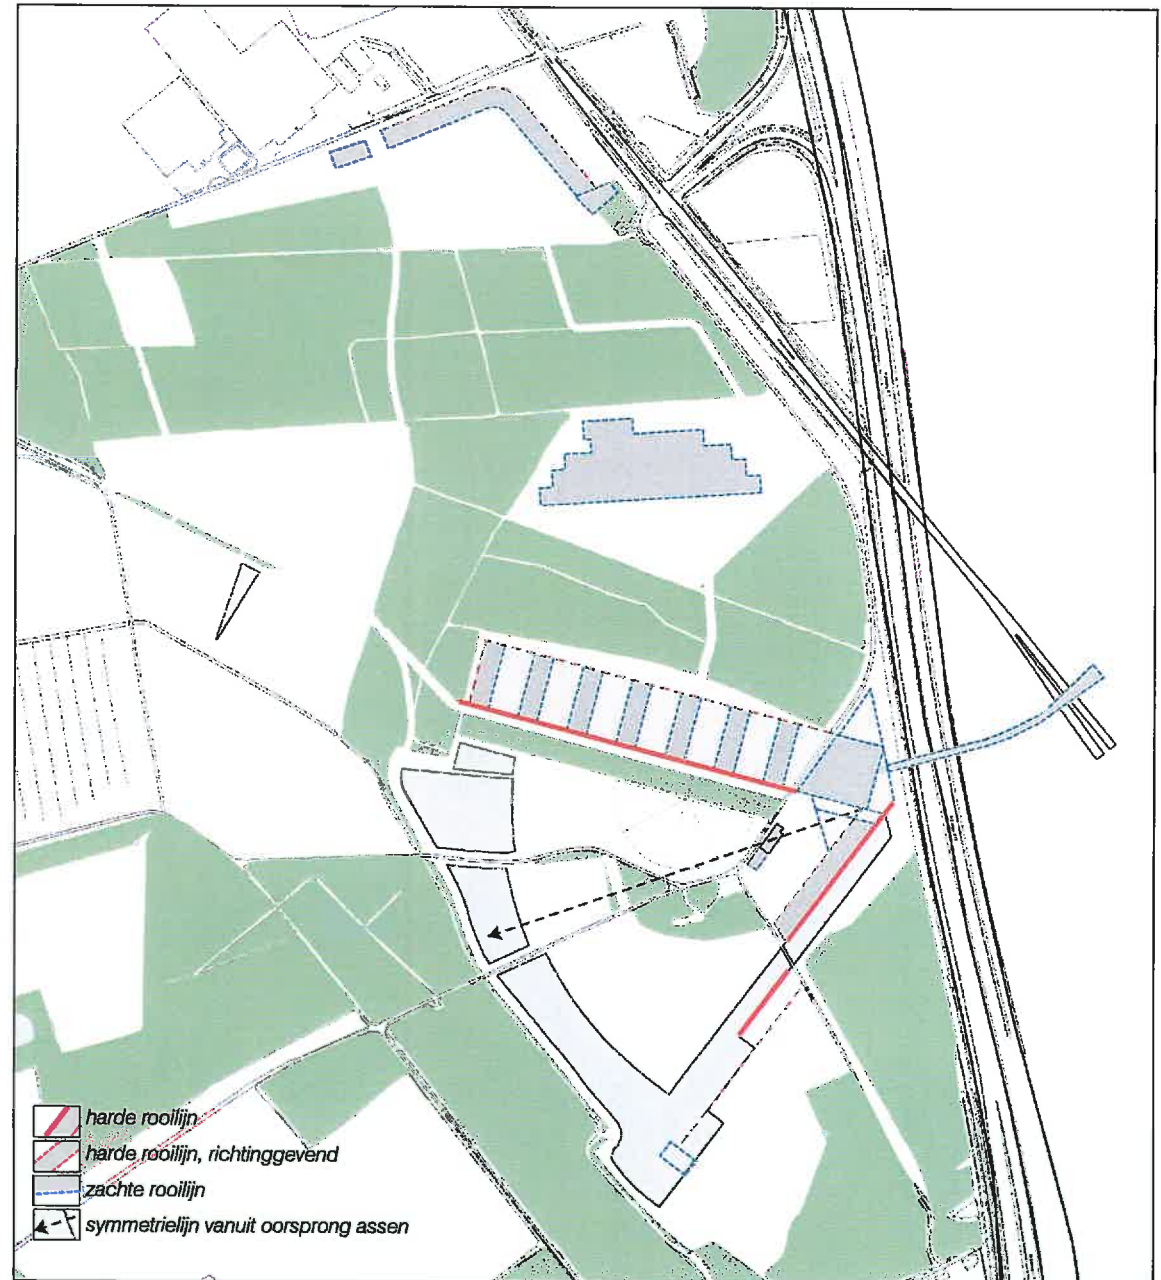 harde rooilijn
harde rooilijn, richtinggevend
zachte rooilijn
symmetrielijn vanuit oorsprong assen